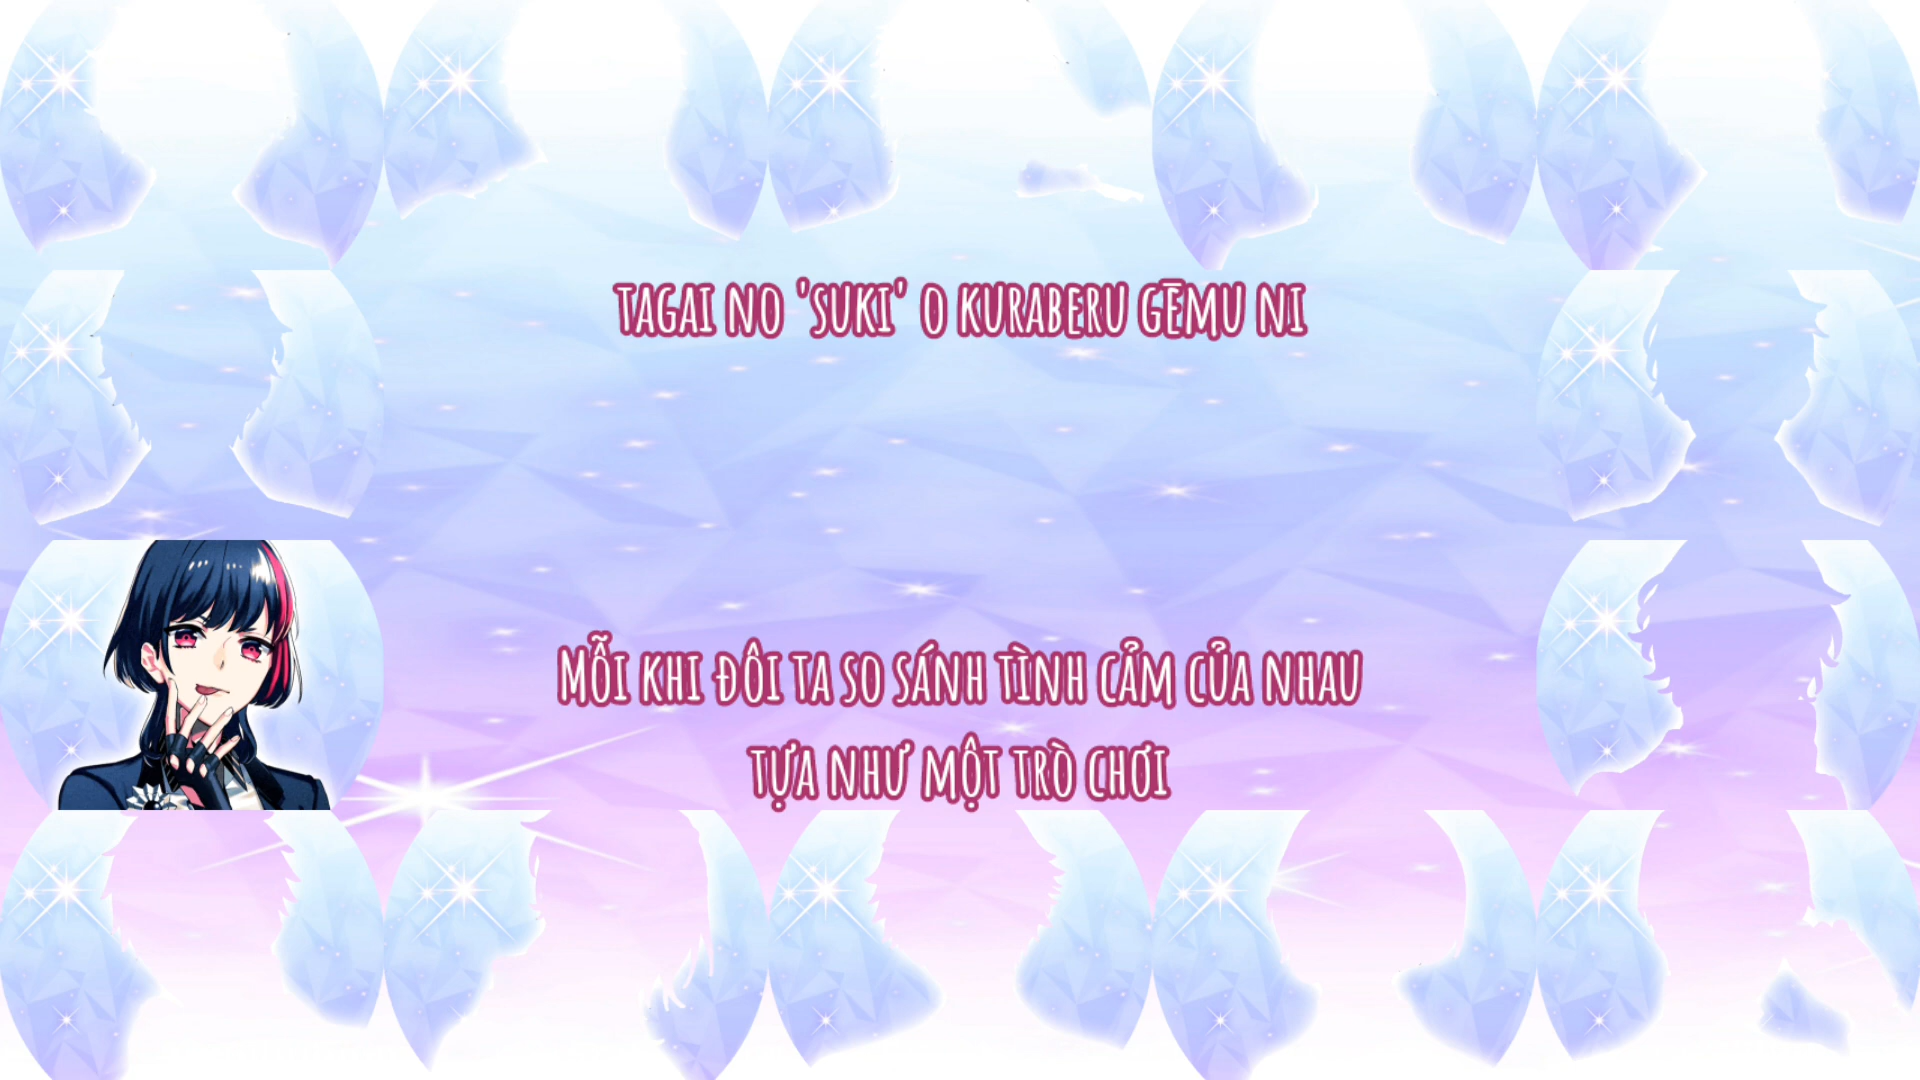 TAGAI NO 'SUKI' O KURABERU GĒMU NI
MỖI KHI ĐÔI TA SO SÁNH TÌNH CẢM CỦA NHAU
TỰA NHƯ MỘT TRÒ CHƠI